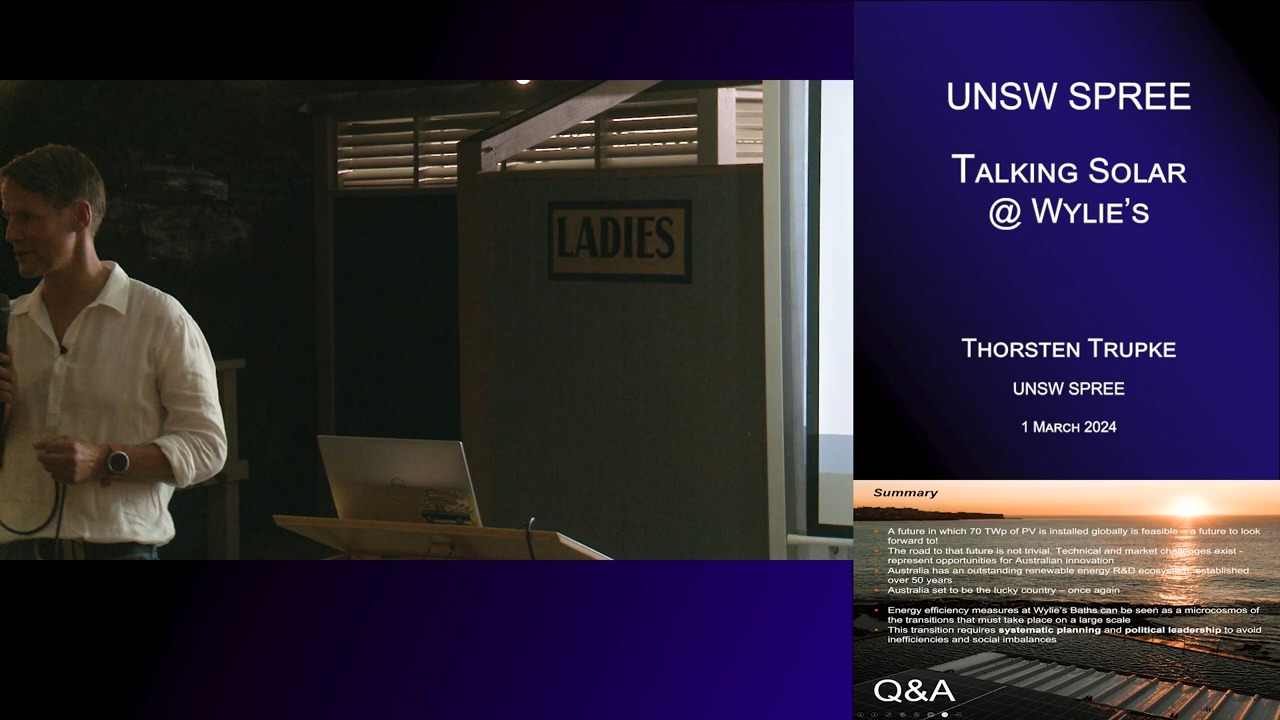 LADIES
UNSW SPREE
TALKING SOLAR
@ WYLIE'S
THORSTEN TRUPKE
UNSW SPREE
1 MARCH 2024
Summary
A future in which 70 TWp of PV is installed globally is feasible – a future to look
forward to!
The road to that future is not trivial. Technical and market challenges exist -
represent opportunities for Australian innovation
Australia has an outstanding renewable energy R&D ecosystem, established
over 50 years
Australia set to be the lucky country – once again
Energy efficiency measures at Wylie's Baths can be seen as a microcosmos of
the transitions that must take place on a large scale
This transition requires systematic planning and political leadership to avoid
inefficiencies and social imbalances
Q&A